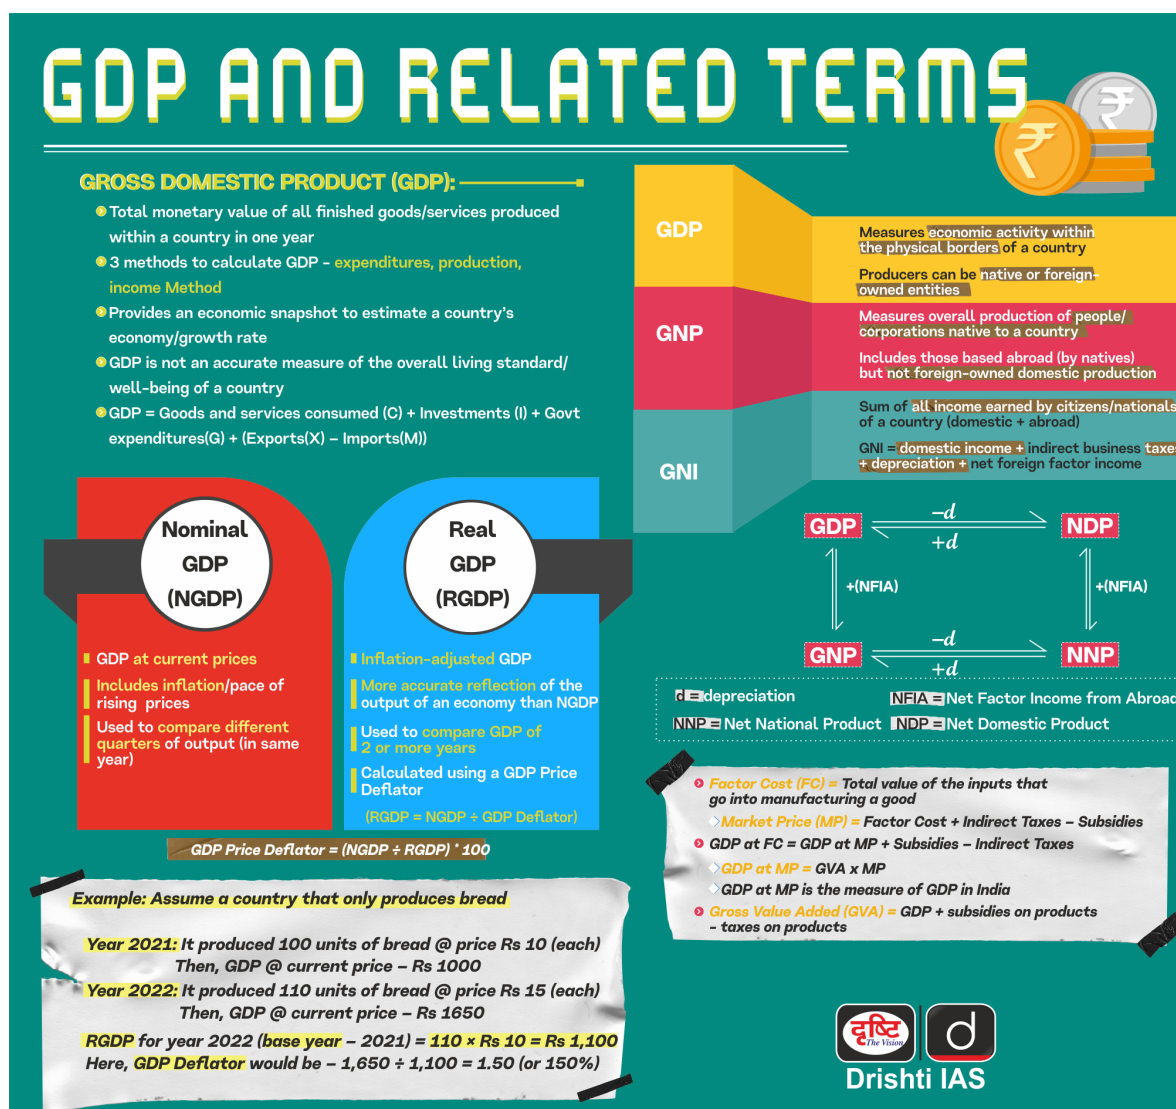 GDP AND RELATED TERMS
GROSS DOMESTIC PRODUCT (GDP):
Total monetary value of all finished goods/services produced
within a country in one year
3 methods to calculate GDP – expenditures, production,
income Method
Provides an economic snapshot to estimate a country's
economy/growth rate
GDP is not an accurate measure of the overall living standard/
well-being of a country
GDP = Goods and services consumed (C) + Investments (I) + Govt
expenditures(G) + (Exports(X) – Imports(M))
GDP
Measures economic activity within
the physical borders of a country
Producers can be native or foreign-
owned entities
GNP
Measures overall production of people/
corporations native to a country
Includes those based abroad (by natives)
but not foreign-owned domestic production
GNI
Sum of all income earned by citizens/nationals
of a country (domestic + abroad)
GNI = domestic income + indirect business taxes
+ depreciation + net foreign factor income
Nominal
GDP
(NGDP)
GDP at current prices
Includes inflation/pace of
rising prices
Used to compare different
quarters of output (in same
year)
Real
GDP
(RGDP)
Inflation-adjusted GDP
More accurate reflection of the
output of an economy than NGDP
Used to compare GDP of
2 or more years
Calculated using a GDP Price
Deflator
(RGDP = NGDP ÷ GDP Deflator)
GDP Price Deflator = (NGDP ÷ RGDP) * 100
GDP
–d
+d
NDP
+(NFIA)
+(NFIA)
GNP
–d
+d
NNP
d = depreciation
NFIA = Net Factor Income from Abroad
NNP = Net National Product
NDP = Net Domestic Product
Factor Cost (FC) = Total value of the inputs that
go into manufacturing a good
Market Price (MP) = Factor Cost + Indirect Taxes – Subsidies
GDP at FC = GDP at MP + Subsidies – Indirect Taxes
GDP at MP = GVA x MP
GDP at MP is the measure of GDP in India
Gross Value Added (GVA) = GDP + subsidies on products
– taxes on products
Example: Assume a country that only produces bread
Year 2021: It produced 100 units of bread @ price Rs 10 (each)
Then, GDP @ current price – Rs 1000
Year 2022: It produced 110 units of bread @ price Rs 15 (each)
Then, GDP @ current price – Rs 1650
RGDP for year 2022 (base year – 2021) = 110 × Rs 10 = Rs 1,100
Here, GDP Deflator would be – 1,650 ÷ 1,100 = 1.50 (or 150%)
दृष्टि
The Vision
d
Drishti IAS